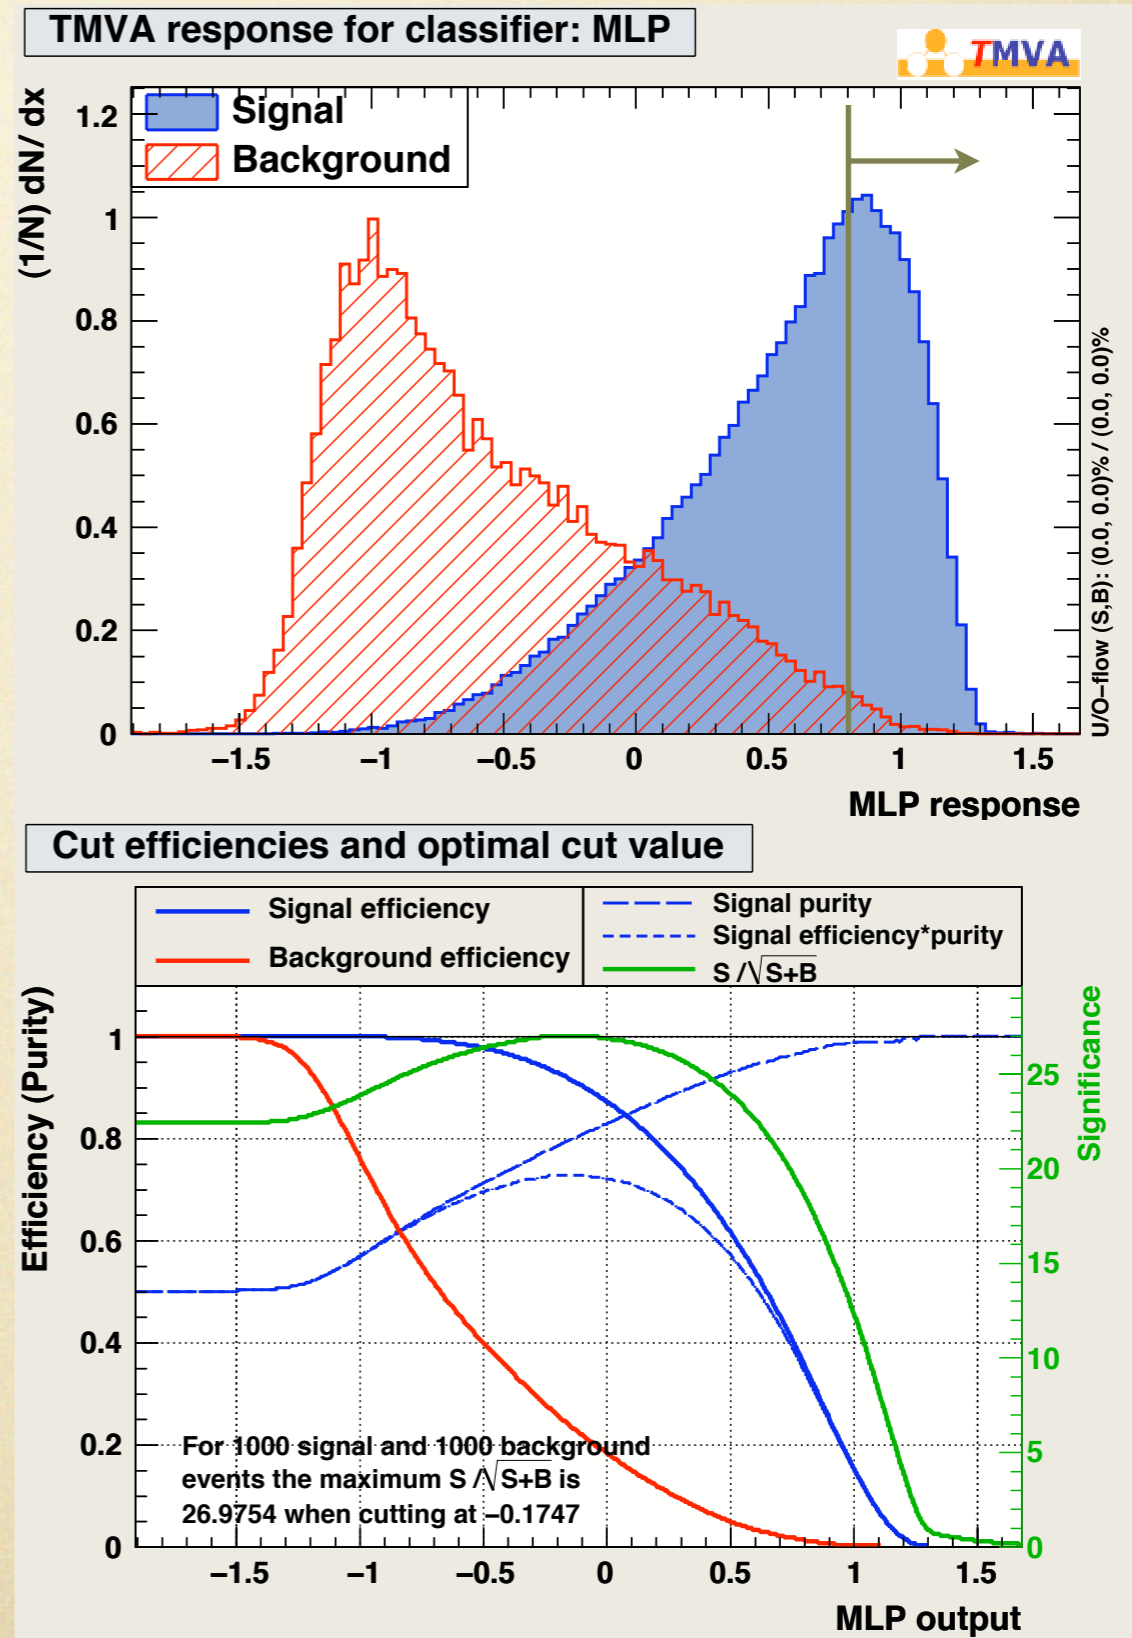 TMVA response for classifier: MLP
TMVA
(1/N) dN/ dx
Signal
Background
1.2
1
0.8
0.6
0.4
0.2
0
−1.5 −1 −0.5 0 0.5 1 1.5
MLP response
U/O−flow (S,B): (0.0, 0.0)% / (0.0, 0.0)%
Cut efficiencies and optimal cut value
Signal efficiency
Background efficiency
Signal purity
Signal efficiency*purity
S /√S+B
Efficiency (Purity)
1
0.8
0.6
0.4
0.2
0
Significance
25
20
15
10
5
0
For 1000 signal and 1000 background
events the maximum S /√S+B is
26.9754 when cutting at −0.1747
−1.5 −1 −0.5 0 0.5 1 1.5
MLP output